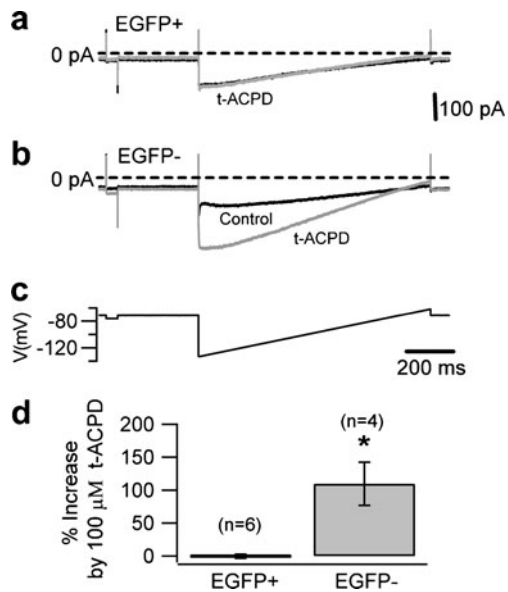 a EGFP+
0 pA
t-ACPD
100 pA
b EGFP-
0 pA
Control
t-ACPD
c
V(mV)
-80
-120
200 ms
d
% Increase
by 100 µM t-ACPD
200
150
100
50
0
(n=6)
(n=4)
*
EGFP+
EGFP-